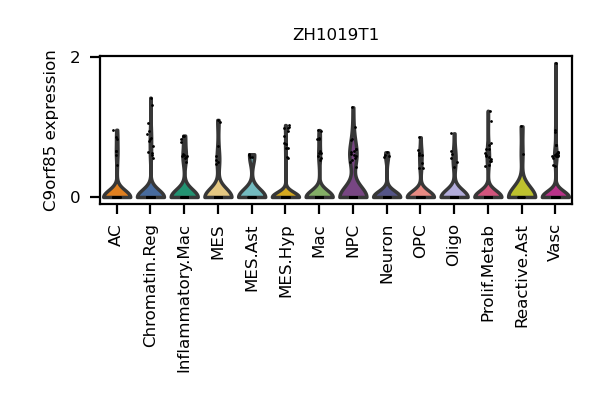 ZH1019T1
C9orf85 expression
2
0
AC
Chromatin.Reg
Inflammatory.Mac
MES
MES.Ast
MES.Hyp
Mac
NPC
Neuron
OPC
Oligo
Prolif.Metab
Reactive.Ast
Vasc